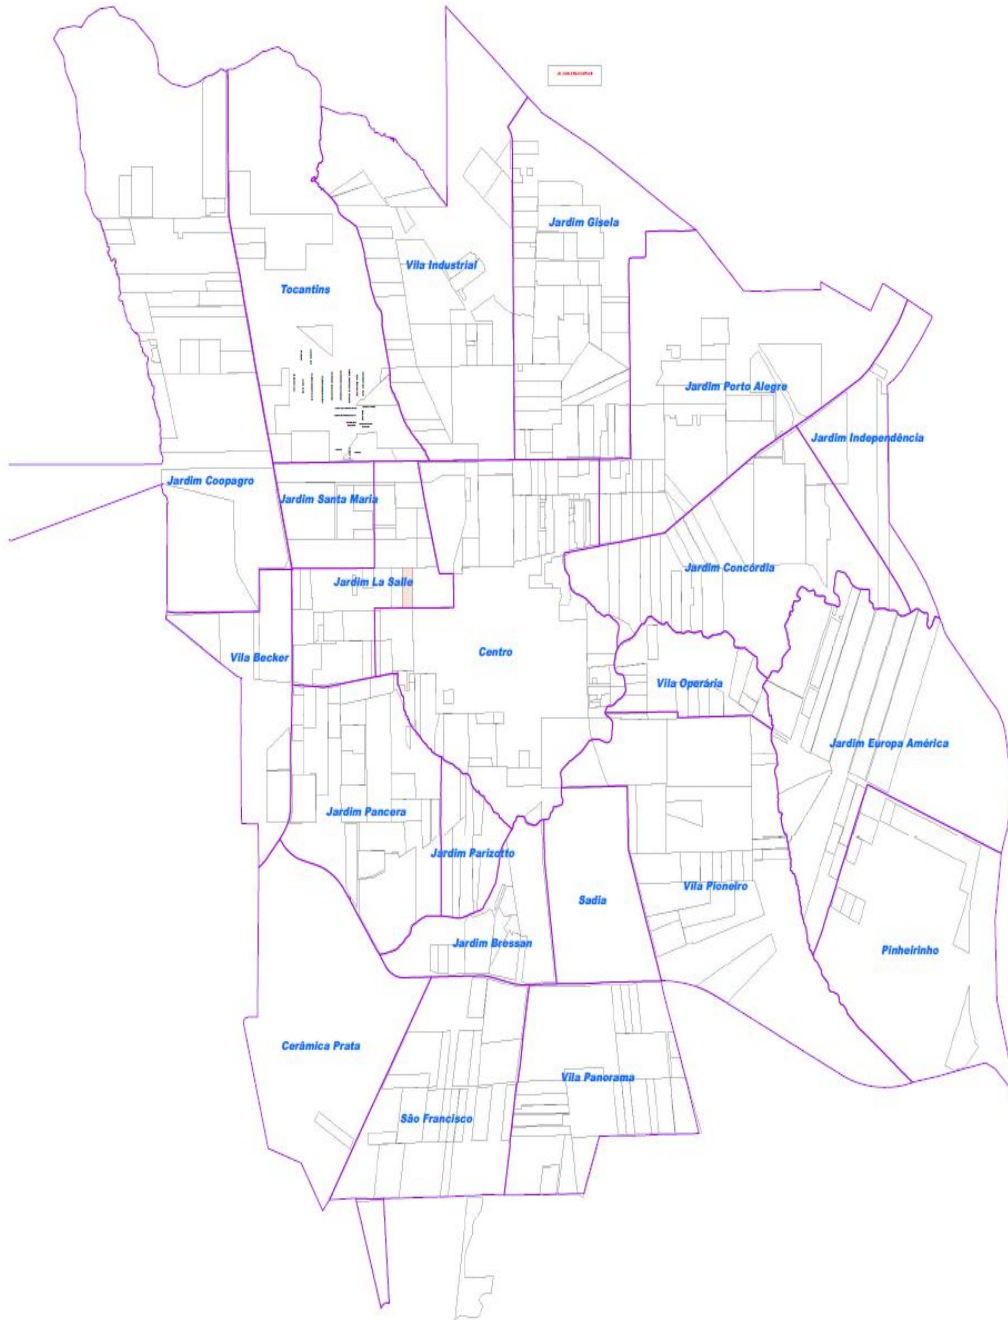 Jardim Gisela
Vila Industrial
Tocantins
Jardim Porto Alegre
Jardim Independência
Jardim Coopagro
Jardim Santa Maria
Jardim La Salle
Jardim Concórdia
Centro
Vila Becker
Vila Operária
Jardim Europa América
Jardim Pancera
Jardim Parizotto
Vila Pioneiro
Sadia
Jardim Bressan
Pinheirinho
Cerâmica Prata
Vila Panorama
São Francisco